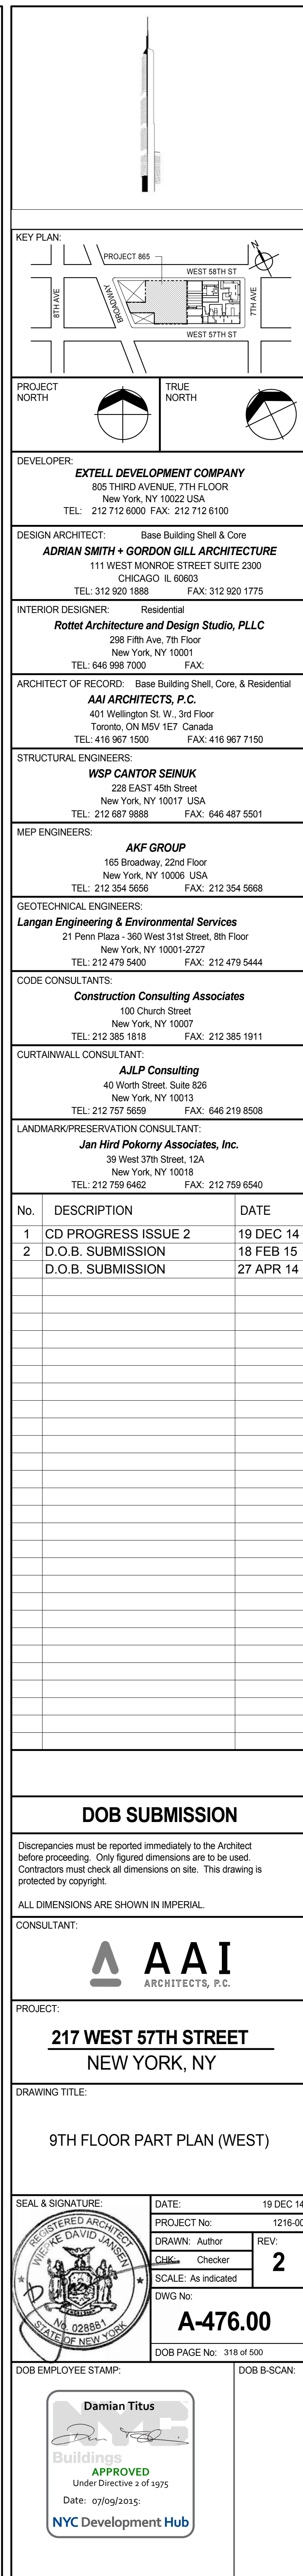 KEY PLAN:
PROJECT 865
N
WEST 58TH ST
8TH AVE
BROADWAY
7TH AVE
WEST 57TH ST
PROJECT
NORTH
TRUE
NORTH
DEVELOPER:
EXTELL DEVELOPMENT COMPANY
805 THIRD AVENUE, 7TH FLOOR
New York, NY 10022 USA
TEL: 212 712 6000 FAX: 212 712 6100
DESIGN ARCHITECT: Base Building Shell & Core
ADRIAN SMITH + GORDON GILL ARCHITECTURE
111 WEST MONROE STREET SUITE 2300
CHICAGO IL 60603
TEL: 312 920 1888 FAX: 312 920 1775
INTERIOR DESIGNER: Residential
Rottet Architecture and Design Studio, PLLC
298 Fifth Ave, 7th Floor
New York, NY 10001
TEL: 646 998 7000 FAX:
ARCHITECT OF RECORD: Base Building Shell, Core, & Residential
AAI ARCHITECTS, P.C.
401 Wellington St. W., 3rd Floor
Toronto, ON M5V 1E7 Canada
TEL: 416 967 1500 FAX: 416 967 7150
STRUCTURAL ENGINEERS:
WSP CANTOR SEINUK
228 EAST 45th Street
New York, NY 10017 USA
TEL: 212 687 9888 FAX: 646 487 5501
MEP ENGINEERS:
AKF GROUP
165 Broadway, 22nd Floor
New York, NY 10006 USA
TEL: 212 354 5656 FAX: 212 354 5668
GEOTECHNICAL ENGINEERS:
Langan Engineering & Environmental Services
21 Penn Plaza - 360 West 31st Street, 8th Floor
New York, NY 10001-2727
TEL: 212 479 5400 FAX: 212 479 5444
CODE CONSULTANTS:
Construction Consulting Associates
100 Church Street
New York, NY 10007
TEL: 212 385 1818 FAX: 212 385 1911
CURTAINWALL CONSULTANT:
AJLP Consulting
40 Worth Street. Suite 826
New York, NY 10013
TEL: 212 757 5659 FAX: 646 219 8508
LANDMARK/PRESERVATION CONSULTANT:
Jan Hird Pokorny Associates, Inc.
39 West 37th Street, 12A
New York, NY 10018
TEL: 212 759 6462 FAX: 212 759 6540
No. DESCRIPTION DATE
1 CD PROGRESS ISSUE 2 19 DEC 14
2 D.O.B. SUBMISSION 18 FEB 15
D.O.B. SUBMISSION 27 APR 14
DOB SUBMISSION
Discrepancies must be reported immediately to the Architect
before proceeding. Only figured dimensions are to be used.
Contractors must check all dimensions on site. This drawing is
protected by copyright.
ALL DIMENSIONS ARE SHOWN IN IMPERIAL.
CONSULTANT:
AAI
ARCHITECTS, P.C.
PROJECT:
217 WEST 57TH STREET
NEW YORK, NY
DRAWING TITLE:
9TH FLOOR PART PLAN (WEST)
SEAL & SIGNATURE:
REGISTERED ARCHITECT
DAVID JANSEN
No. 028881
STATE OF NEW YORK
DATE: 19 DEC 14
PROJECT No: 1216-00
DRAWN: Author
REV:
2
CHK: Checker
SCALE: As indicated
DWG No:
A-476.00
DOB PAGE No: 318 of 500
DOB EMPLOYEE STAMP:
DOB B-SCAN:
NYC
Damian Titus
Buildings
APPROVED
Under Directive 2 of 1975
Date: 07/09/2015:
NYC Development Hub